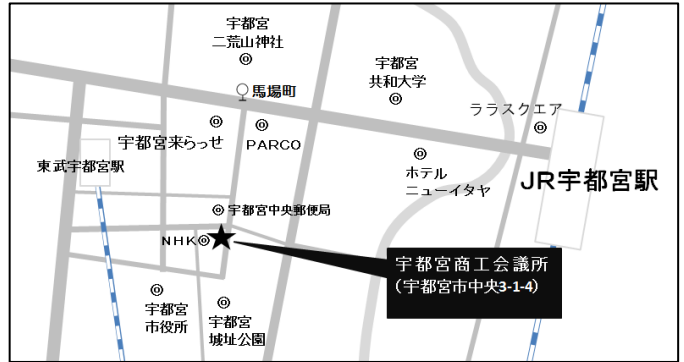 宇都宮
二荒山神社
宇都宮
共和大学
馬場町
ララスクエア
宇都宮来らっせ
PARCO
東武宇都宮駅
ホテル
ニューイタヤ
JR宇都宮駅
宇都宮中央郵便局
NHK
宇都宮商工会議所
(宇都宮市中央3-1-4)
宇都宮
市役所
宇都宮
城址公園